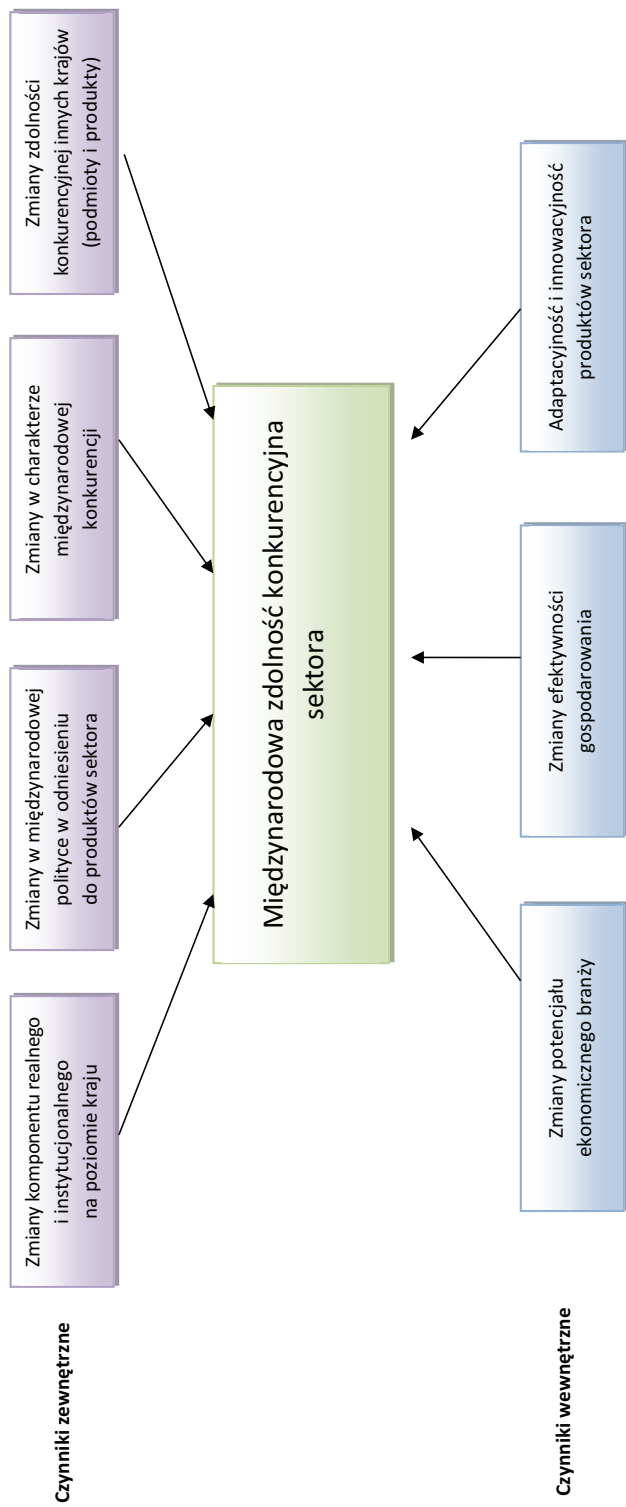 Czynniki zewnętrzne
Zmiany komponentu realnego
i instytucjonalnego
na poziomie kraju
Zmiany w międzynarodowej
polityce w odniesieniu
do produktów sektora
Zmiany w charakterze
międzynarodowej
konkurencji
Zmiany zdolności
konkurencyjnej innych krajów
(podmioty i produkty)
Międzynarodowa zdolność konkurencyjna
sektora
Czynniki wewnętrzne
Zmiany potencjału
ekonomicznego branży
Zmiany efektywności
gospodarowania
Adaptacyjność i innowacyjność
produktów sektora